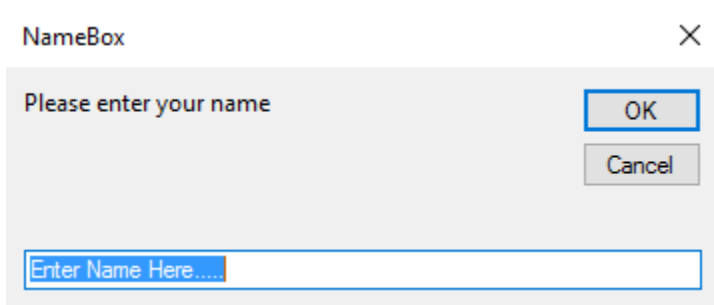 NameBox
Please enter your name
OK
Cancel
Enter Name Here.....